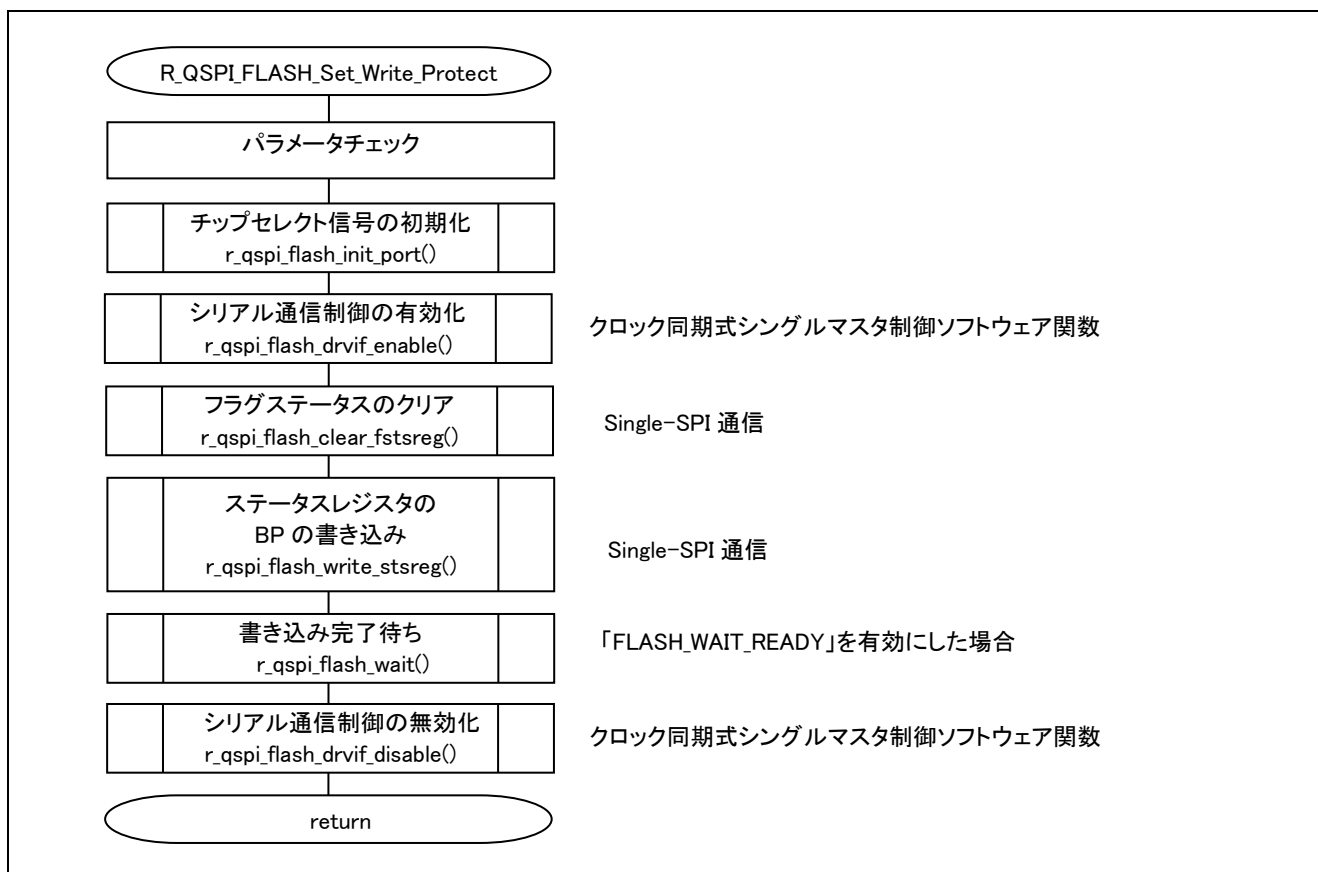 R_QSPI_FLASH_Set_Write_Protect
パラメータチェック
チップセレクト信号の初期化
r_qspi_flash_init_port()
シリアル通信制御の有効化
r_qspi_flash_drvif_enable()
クロック同期式シングルマスタ制御ソフトウェア関数
フラグステータスのクリア
r_qspi_flash_clear_fstsreg()
Single-SPI 通信
ステータスレジスタの
BP の書き込み
r_qspi_flash_write_stsreg()
Single-SPI 通信
書き込み完了待ち
r_qspi_flash_wait()
「FLASH_WAIT_READY」を有効にした場合
シリアル通信制御の無効化
r_qspi_flash_drvif_disable()
クロック同期式シングルマスタ制御ソフトウェア関数
return